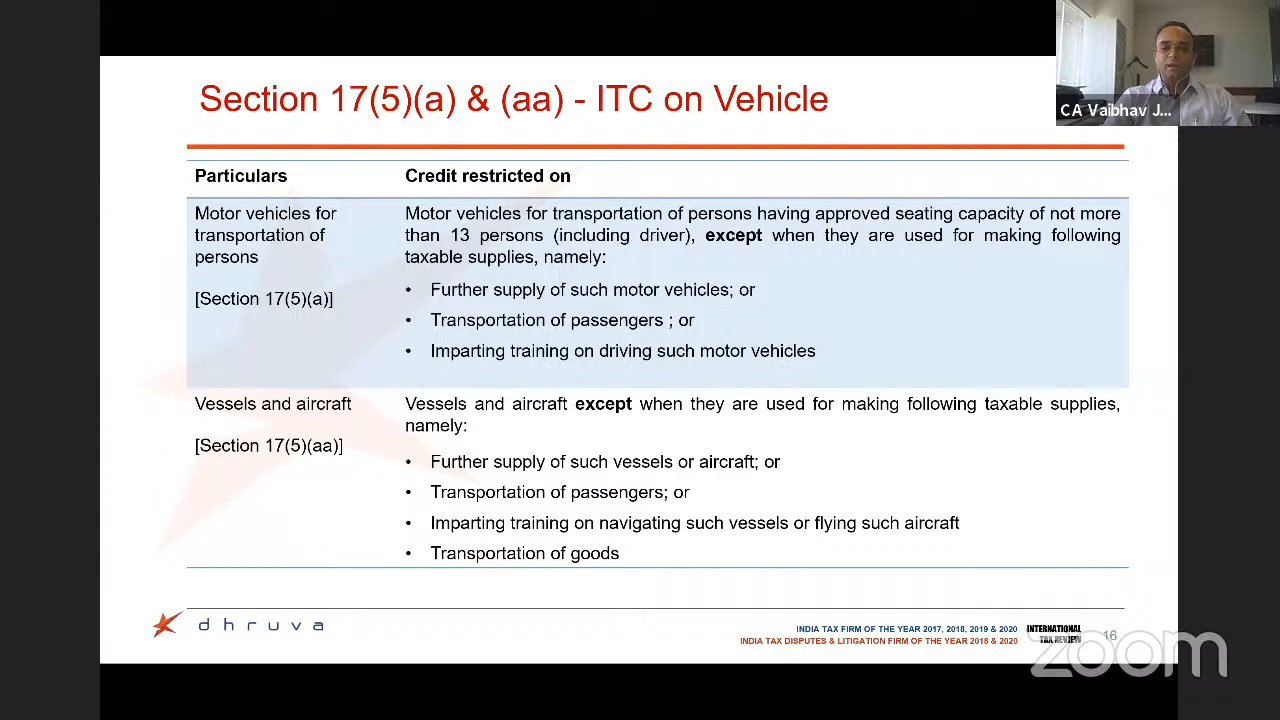 Section 17(5)(a) & (aa) - ITC on Vehicle
CA Vaibhav J...
Particulars
Credit restricted on
Motor vehicles for
transportation of
persons
[Section 17(5)(a)]
Motor vehicles for transportation of persons having approved seating capacity of not more
than 13 persons (including driver), except when they are used for making following
taxable supplies, namely:
• Further supply of such motor vehicles; or
• Transportation of passengers ; or
• Imparting training on driving such motor vehicles
Vessels and aircraft
[Section 17(5)(aa)]
Vessels and aircraft except when they are used for making following taxable supplies,
namely:
• Further supply of such vessels or aircraft; or
• Transportation of passengers; or
• Imparting training on navigating such vessels or flying such aircraft
• Transportation of goods
dhruva
INDIA TAX FIRM OF THE YEAR 2017, 2018, 2019 & 2020
INDIA TAX DISPUTES & LITIGATION FIRM OF THE YEAR 2018 & 2020
INTERNATIONAL
TAX REVIEW
16
zoom